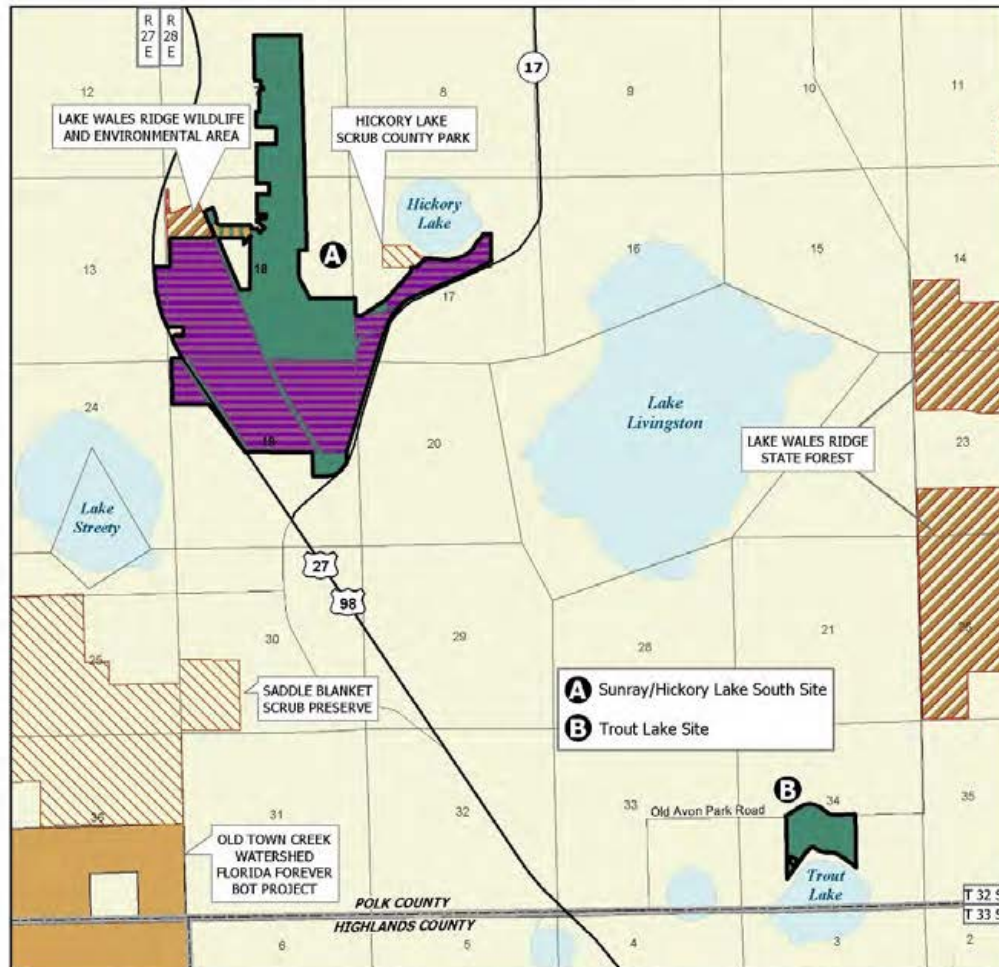 R
27
E
R
28
E
17
12
7
8
9
10
11
LAKE WALES RIDGE WILDLIFE
AND ENVIRONMENTAL AREA
HICKORY LAKE
SCRUB COUNTY PARK
Hickory
Lake
A
13
18
17
16
15
14
24
19
20
Lake
Livingston
LAKE WALES RIDGE
STATE FOREST
23
Lake
Streety
27
98
25
30
29
28
21
26
SADDLE BLANKET
SCRUB PRESERVE
A Sunray/Hickory Lake South Site
B Trout Lake Site
36
31
32
33
Old Avon Park Road
B
34
35
OLD TOWN CREEK
WATERSHED
FLORIDA FOREVER
BOT PROJECT
Trout
Lake
POLK COUNTY
HIGHLANDS COUNTY
T 32 S
T 33 S
6
5
4
3
2